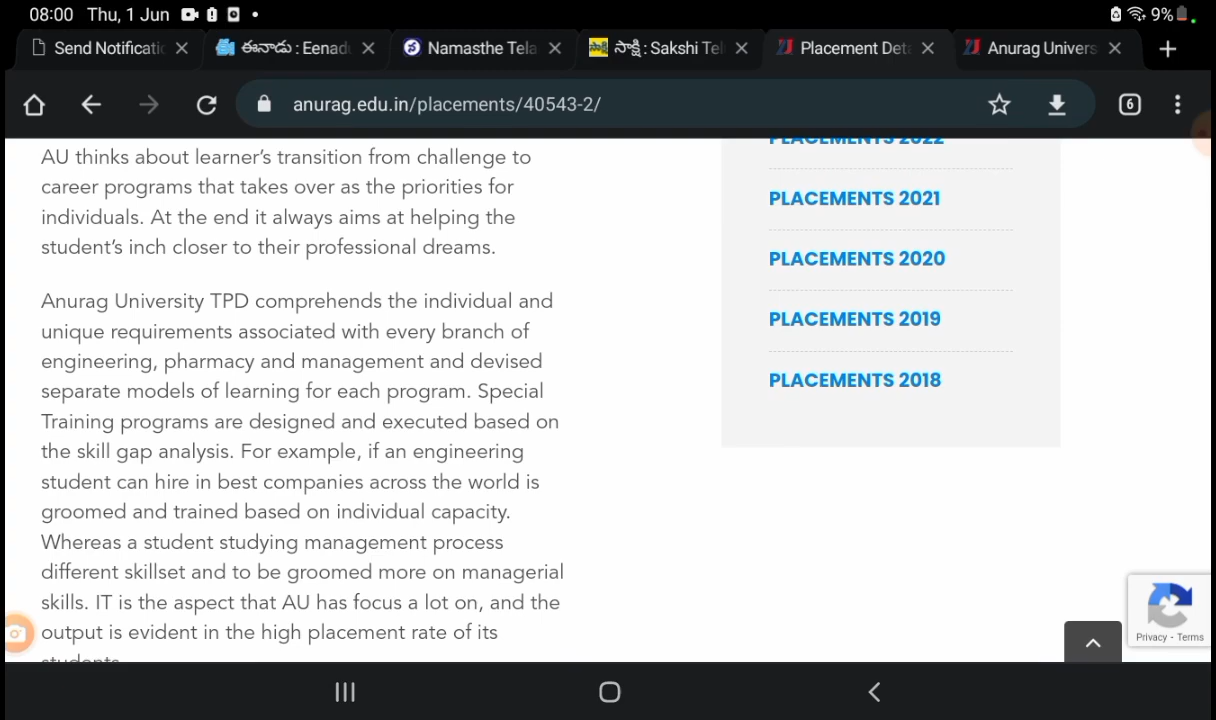 08:00 Thu, 1 Jun
9%
Send Notificatic
ఈనాడు : Eenad
Namasthe Tela
సాక్షి : Sakshi Tel
Placement Deta
Anurag Univers
anurag.edu.in/placements/40543-2/
6
AU thinks about learner's transition from challenge to
career programs that takes over as the priorities for
individuals. At the end it always aims at helping the
student's inch closer to their professional dreams.
Anurag University TPD comprehends the individual and
unique requirements associated with every branch of
engineering, pharmacy and management and devised
separate models of learning for each program. Special
Training programs are designed and executed based on
the skill gap analysis. For example, if an engineering
student can hire in best companies across the world is
groomed and trained based on individual capacity.
Whereas a student studying management process
different skillset and to be groomed more on managerial
skills. IT is the aspect that AU has focus a lot on, and the
output is evident in the high placement rate of its
students
PLACEMENTS 2022
PLACEMENTS 2021
PLACEMENTS 2020
PLACEMENTS 2019
PLACEMENTS 2018
Privacy - Terms